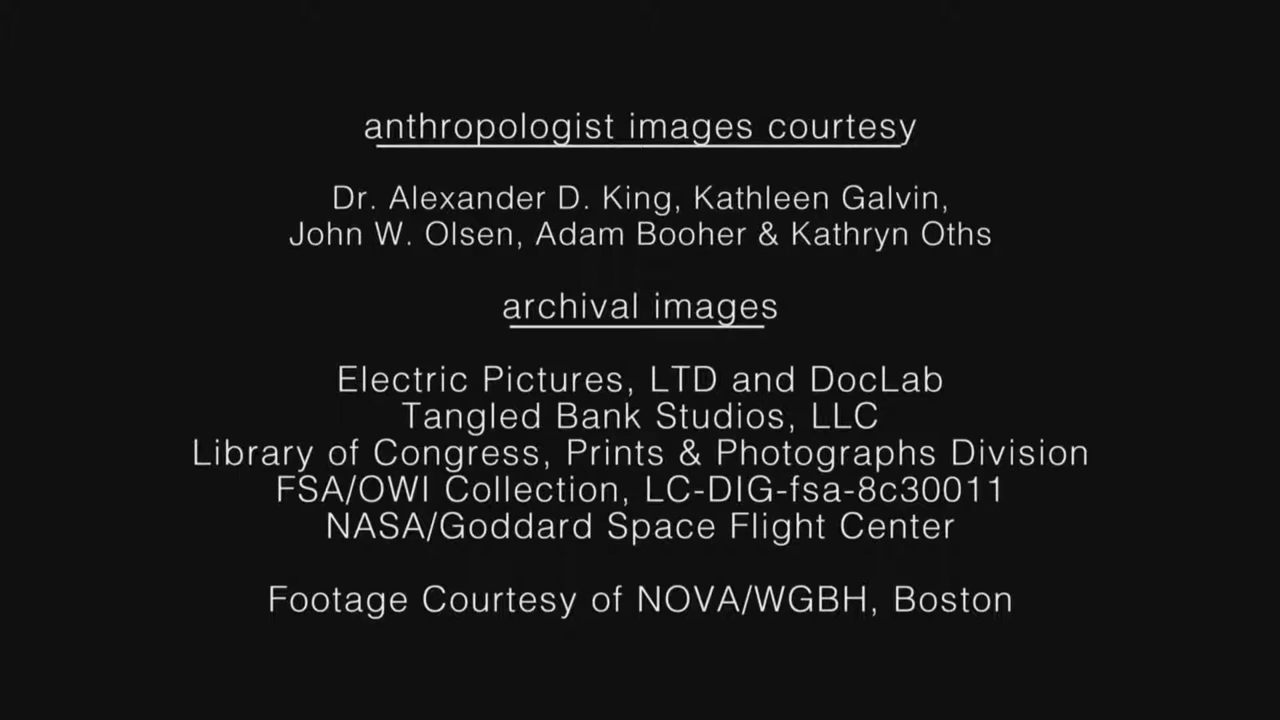 anthropologist images courtesy
Dr. Alexander D. King, Kathleen Galvin,
John W. Olsen, Adam Booher & Kathryn Oths
archival images
Electric Pictures, LTD and DocLab
Tangled Bank Studios, LLC
Library of Congress, Prints & Photographs Division
FSA/OWI Collection, LC-DIG-fsa-8c30011
NASA/Goddard Space Flight Center
Footage Courtesy of NOVA/WGBH, Boston